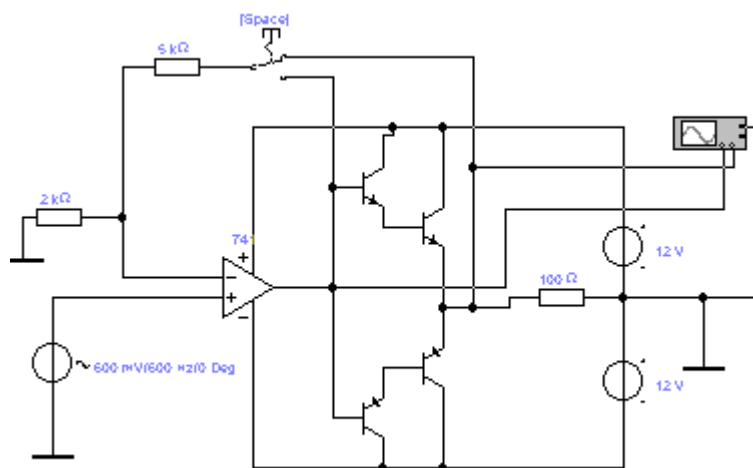 [Space]
5 kΩ
2 kΩ
741
100 Ω
12 V
600 mV/600 Hz/0 Deg
12 V